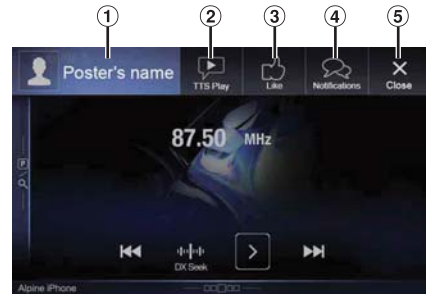 1 2 3 4 5
Poster's name
TTS Play
Like
Notifications
Close
87.50 MHz
P
DX Seek
Alpine iPhone